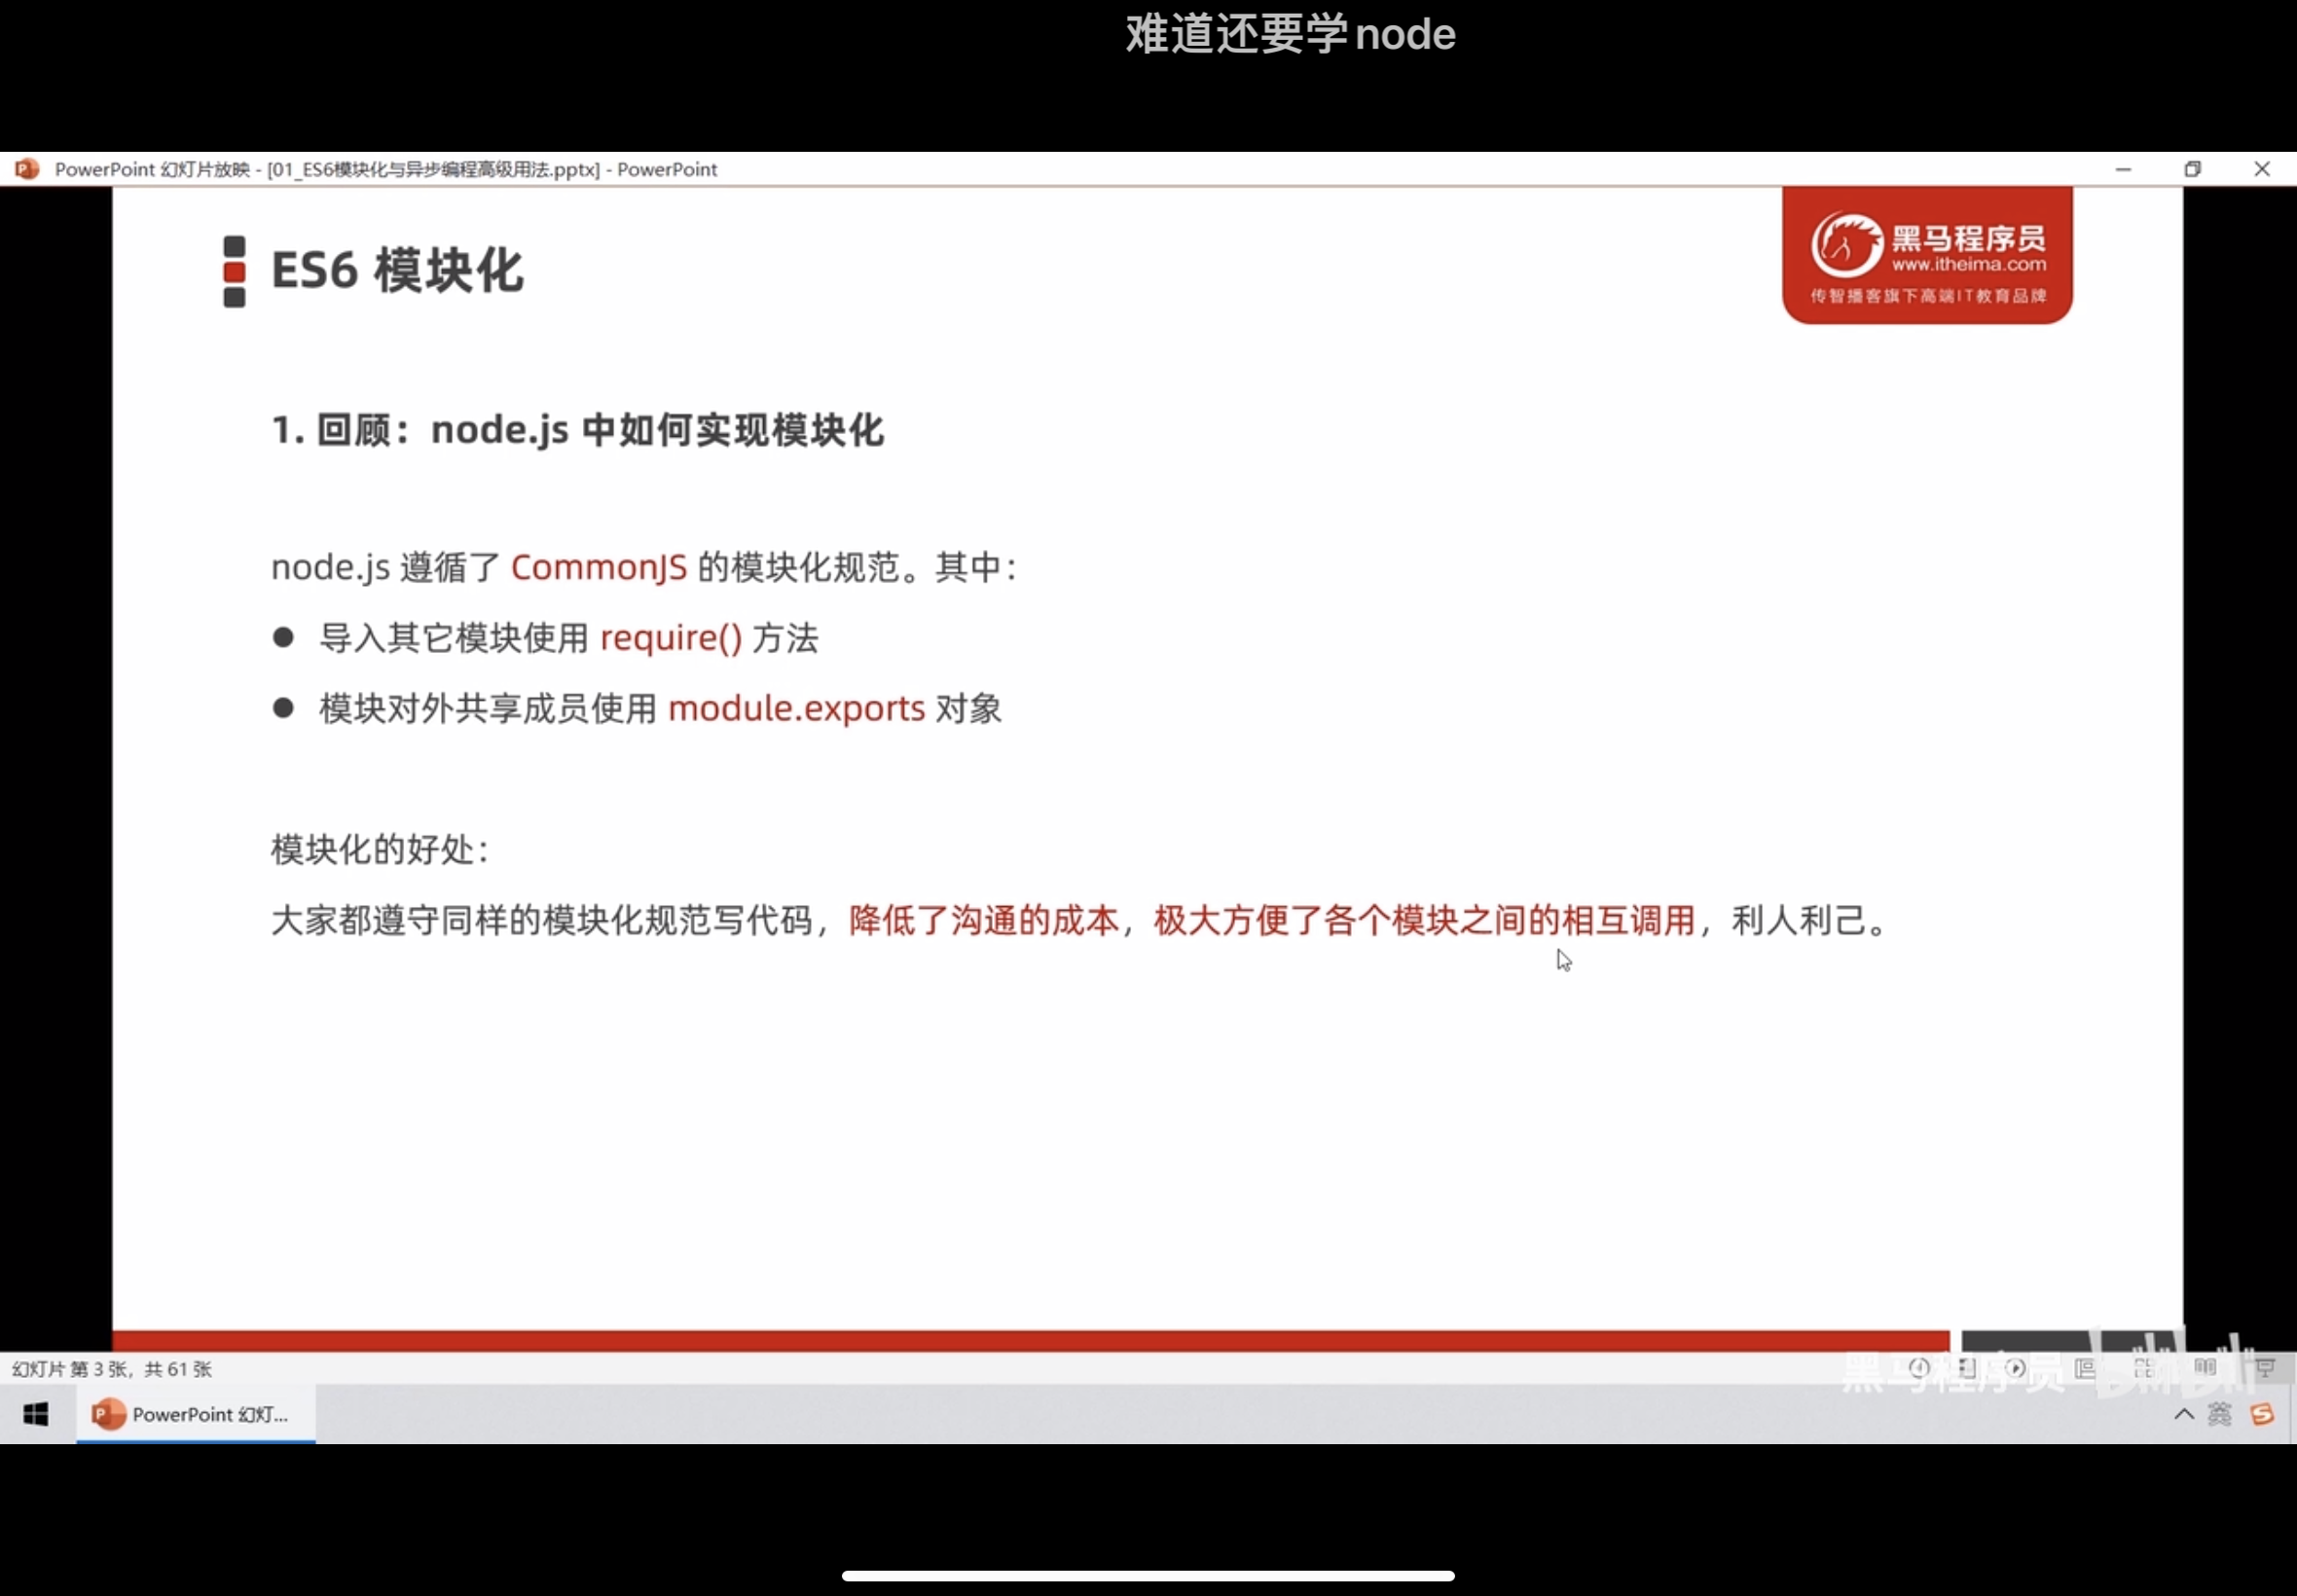 难道还要学node
PowerPoint 幻灯片放映 - [01_ES6模块化与异步编程高级用法.pptx] - PowerPoint
ES6 模块化
黑马程序员
www.itheima.com
传智播客旗下高端IT教育品牌
1. 回顾：node.js 中如何实现模块化
node.js 遵循了 CommonJS 的模块化规范。其中：
● 导入其它模块使用 require() 方法
● 模块对外共享成员使用 module.exports 对象
模块化的好处：
大家都遵守同样的模块化规范写代码，降低了沟通的成本，极大方便了各个模块之间的相互调用，利人利己。
幻灯片 第 3 张，共 61 张
黑马程序员 bilibili
PowerPoint 幻灯...
英